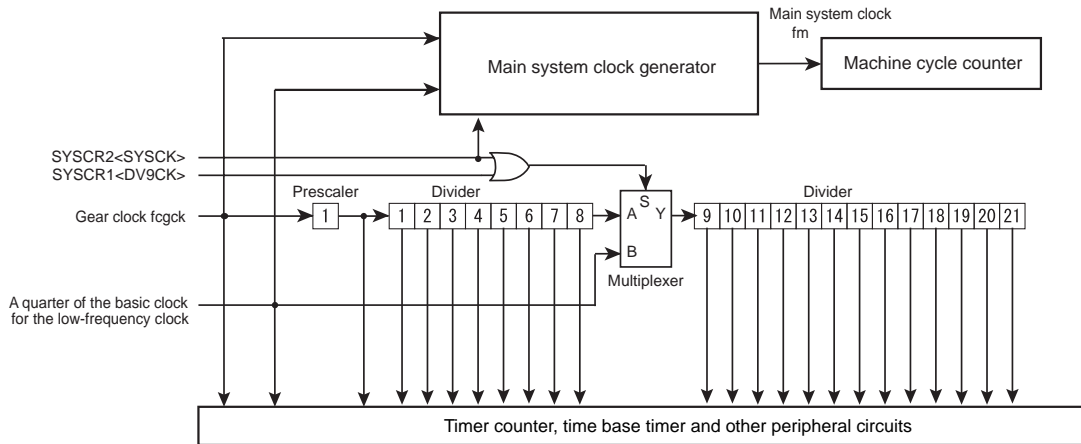 Main system clock
fm
Main system clock generator
Machine cycle counter
SYSCR2<SYSCK>
SYSCR1<DV9CK>
Prescaler
Divider
S
Divider
Gear clock fcgck
1
1 2 3 4 5 6 7 8
A
Y
9 10 11 12 13 14 15 16 17 18 19 20 21
B
Multiplexer
A quarter of the basic clock
for the low-frequency clock
Timer counter, time base timer and other peripheral circuits